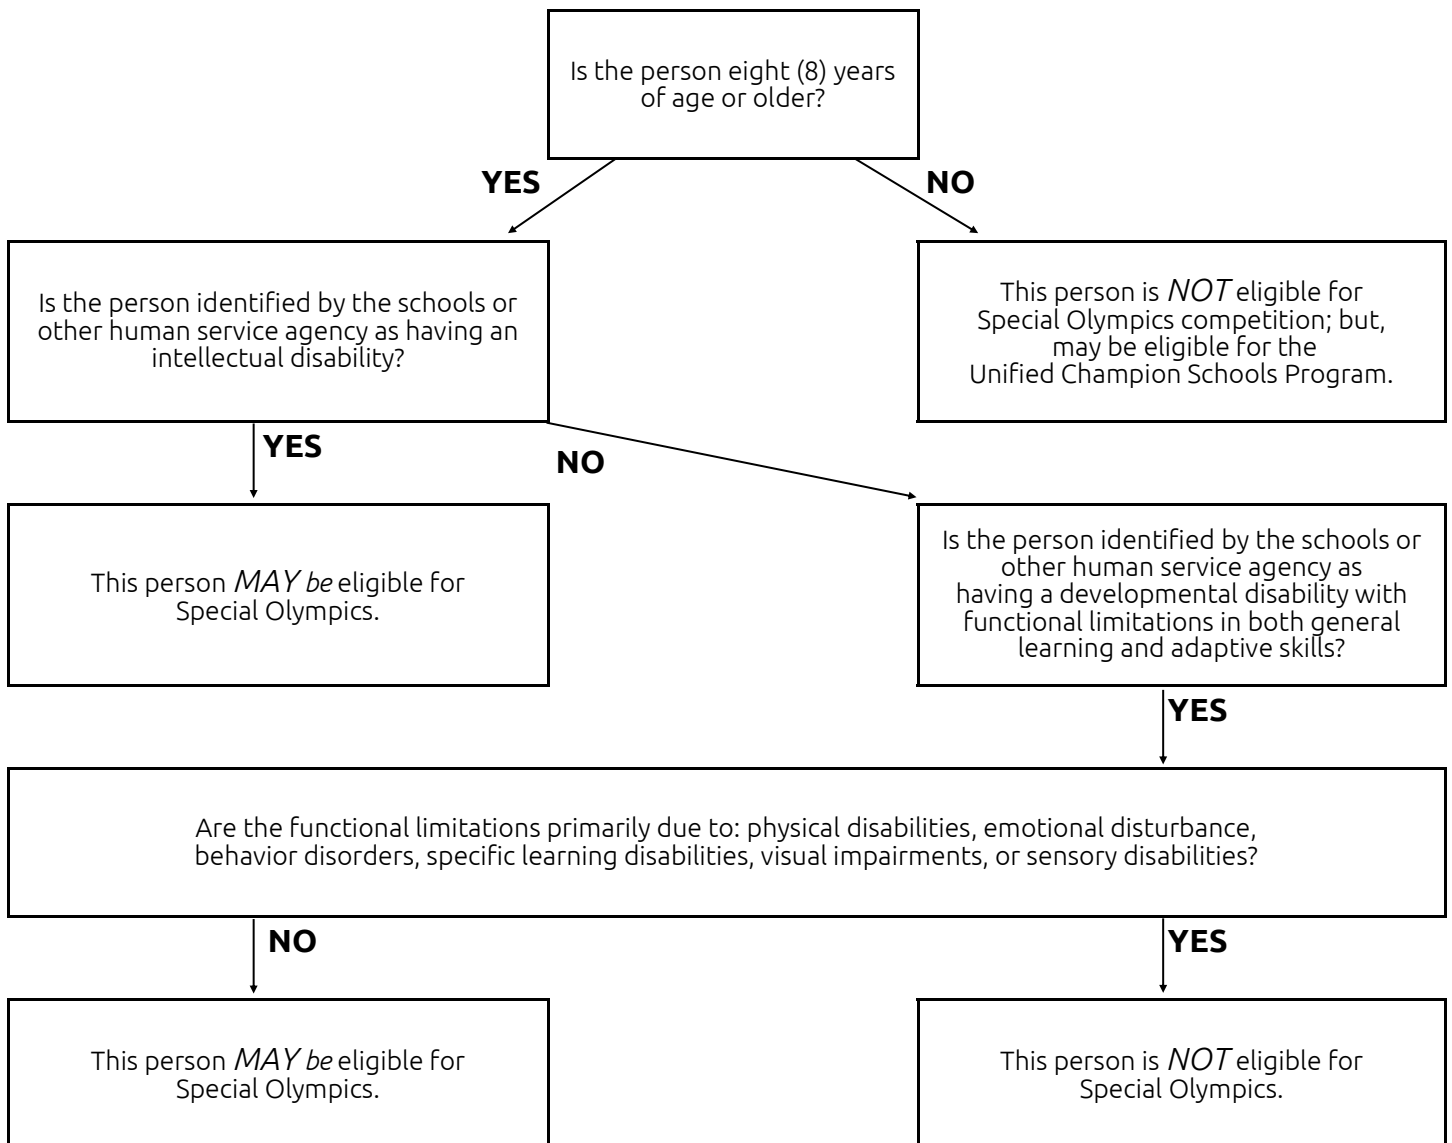 Is the person eight (8) years
of age or older?
YES
NO
Is the person identified by the schools or
other human service agency as having an
intellectual disability?
This person is NOT eligible for
Special Olympics competition; but,
may be eligible for the
Unified Champion Schools Program.
YES
NO
This person MAY be eligible for
Special Olympics.
Is the person identified by the schools or
other human service agency as
having a developmental disability with
functional limitations in both general
learning and adaptive skills?
YES
Are the functional limitations primarily due to: physical disabilities, emotional disturbance,
behavior disorders, specific learning disabilities, visual impairments, or sensory disabilities?
NO
YES
This person MAY be eligible for
Special Olympics.
This person is NOT eligible for
Special Olympics.